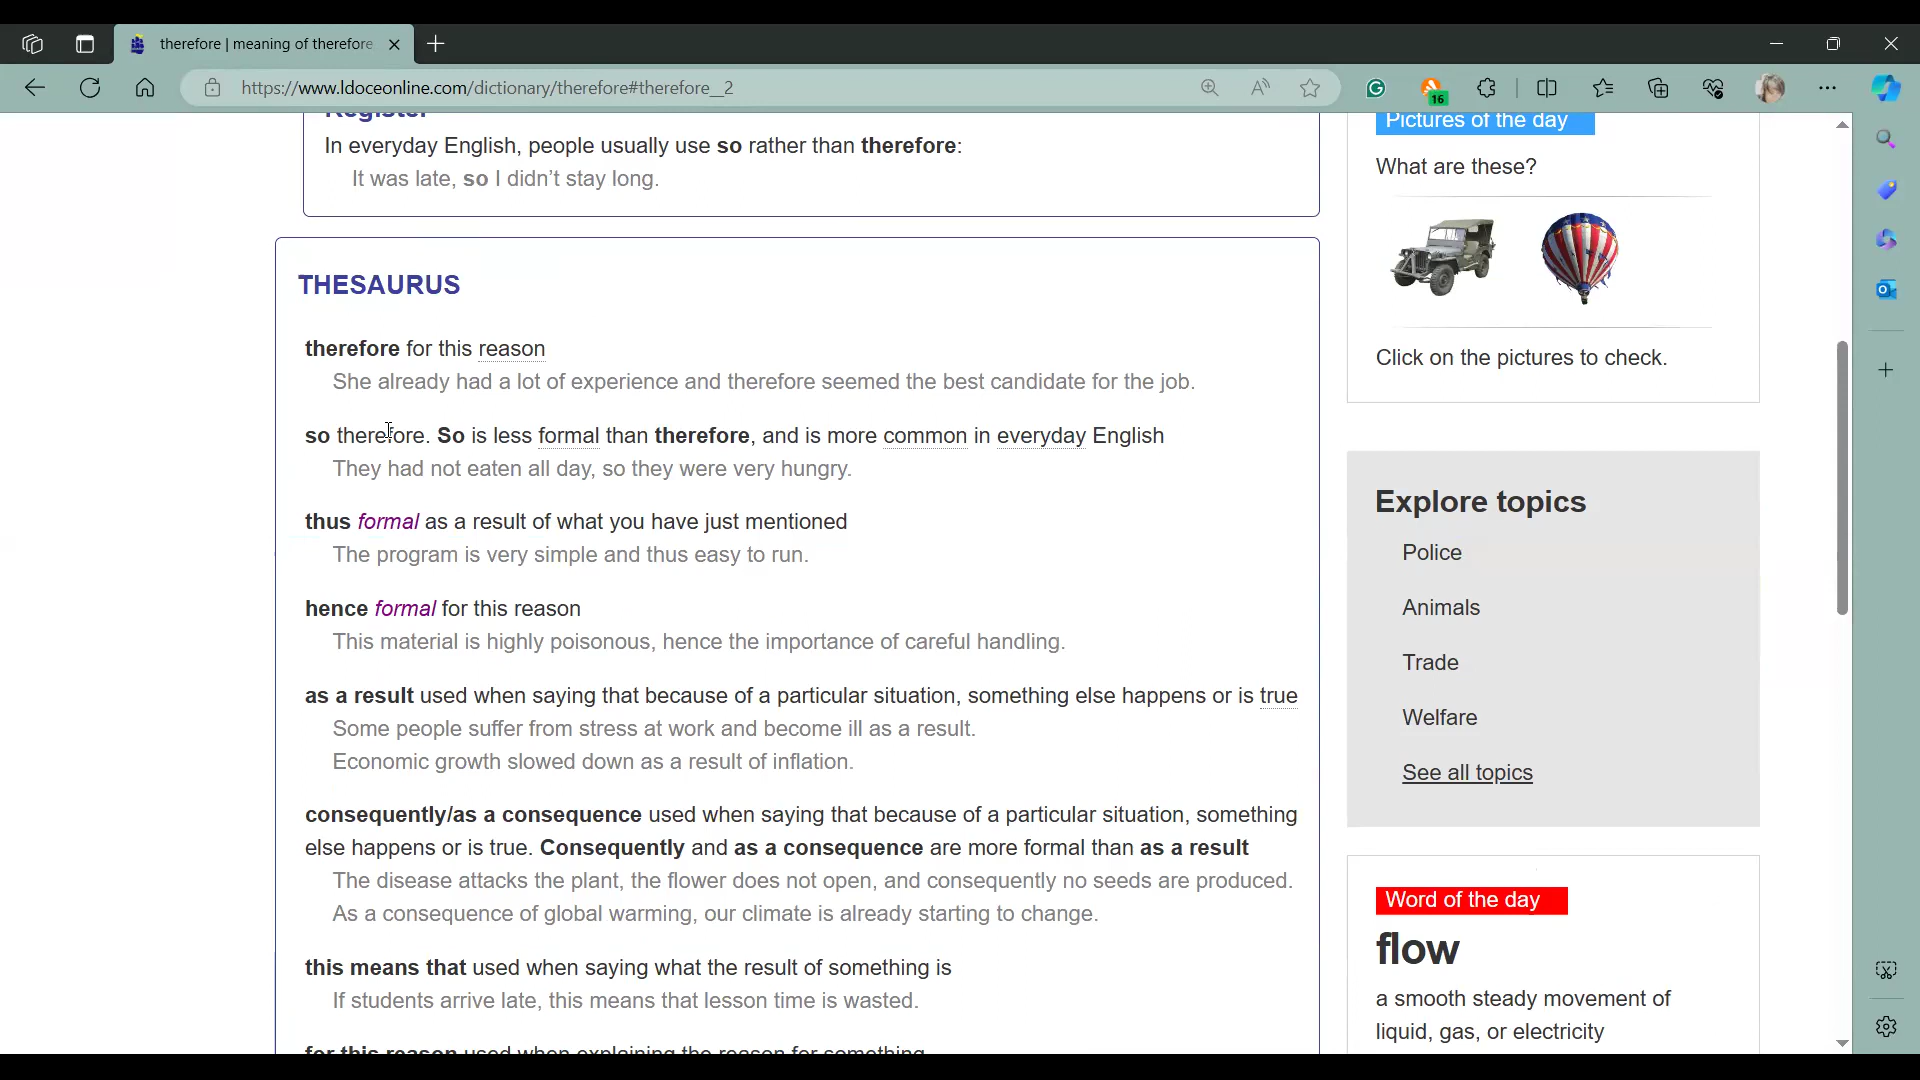 therefore | meaning of therefore
https://www.ldoceonline.com/dictionary/therefore#therefore__2
16
Register
In everyday English, people usually use so rather than therefore:
It was late, so I didn’t stay long.
THESAURUS
therefore for this reason
She already had a lot of experience and therefore seemed the best candidate for the job.
so therefore. So is less formal than therefore, and is more common in everyday English
They had not eaten all day, so they were very hungry.
thus formal as a result of what you have just mentioned
The program is very simple and thus easy to run.
hence formal for this reason
This material is highly poisonous, hence the importance of careful handling.
as a result used when saying that because of a particular situation, something else happens or is true
Some people suffer from stress at work and become ill as a result.
Economic growth slowed down as a result of inflation.
consequently/as a consequence used when saying that because of a particular situation, something
else happens or is true. Consequently and as a consequence are more formal than as a result
The disease attacks the plant, the flower does not open, and consequently no seeds are produced.
As a consequence of global warming, our climate is already starting to change.
this means that used when saying what the result of something is
If students arrive late, this means that lesson time is wasted.
for this reason used when explaining the reason for something
Pictures of the day
What are these?
Click on the pictures to check.
Explore topics
Police
Animals
Trade
Welfare
See all topics
Word of the day
flow
a smooth steady movement of
liquid, gas, or electricity